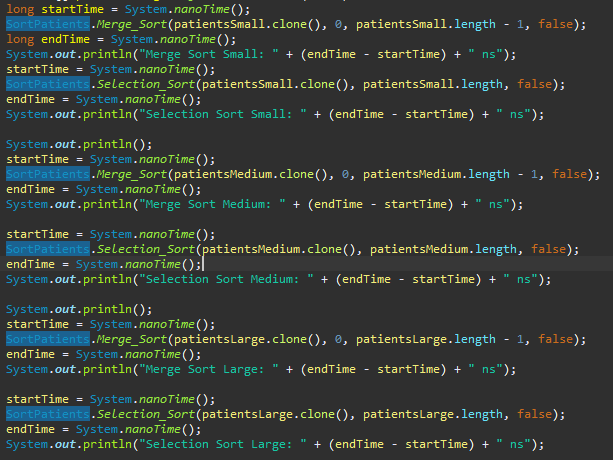 long startTime = System.nanoTime();
SortPatients.Merge_Sort(patientsSmall.clone(), 0, patientsSmall.length - 1, false);
long endTime = System.nanoTime();
System.out.println("Merge Sort Small: " + (endTime - startTime) + " ns");
startTime = System.nanoTime();
SortPatients.Selection_Sort(patientsSmall.clone(), patientsSmall.length, false);
endTime = System.nanoTime();
System.out.println("Selection Sort Small: " + (endTime - startTime) + " ns");
System.out.println();
startTime = System.nanoTime();
SortPatients.Merge_Sort(patientsMedium.clone(), 0, patientsMedium.length - 1, false);
endTime = System.nanoTime();
System.out.println("Merge Sort Medium: " + (endTime - startTime) + " ns");
startTime = System.nanoTime();
SortPatients.Selection_Sort(patientsMedium.clone(), patientsMedium.length, false);
endTime = System.nanoTime();
System.out.println("Selection Sort Medium: " + (endTime - startTime) + " ns");
System.out.println();
startTime = System.nanoTime();
SortPatients.Merge_Sort(patientsLarge.clone(), 0, patientsLarge.length - 1, false);
endTime = System.nanoTime();
System.out.println("Merge Sort Large: " + (endTime - startTime) + " ns");
startTime = System.nanoTime();
SortPatients.Selection_Sort(patientsLarge.clone(), patientsLarge.length, false);
endTime = System.nanoTime();
System.out.println("Selection Sort Large: " + (endTime - startTime) + " ns");